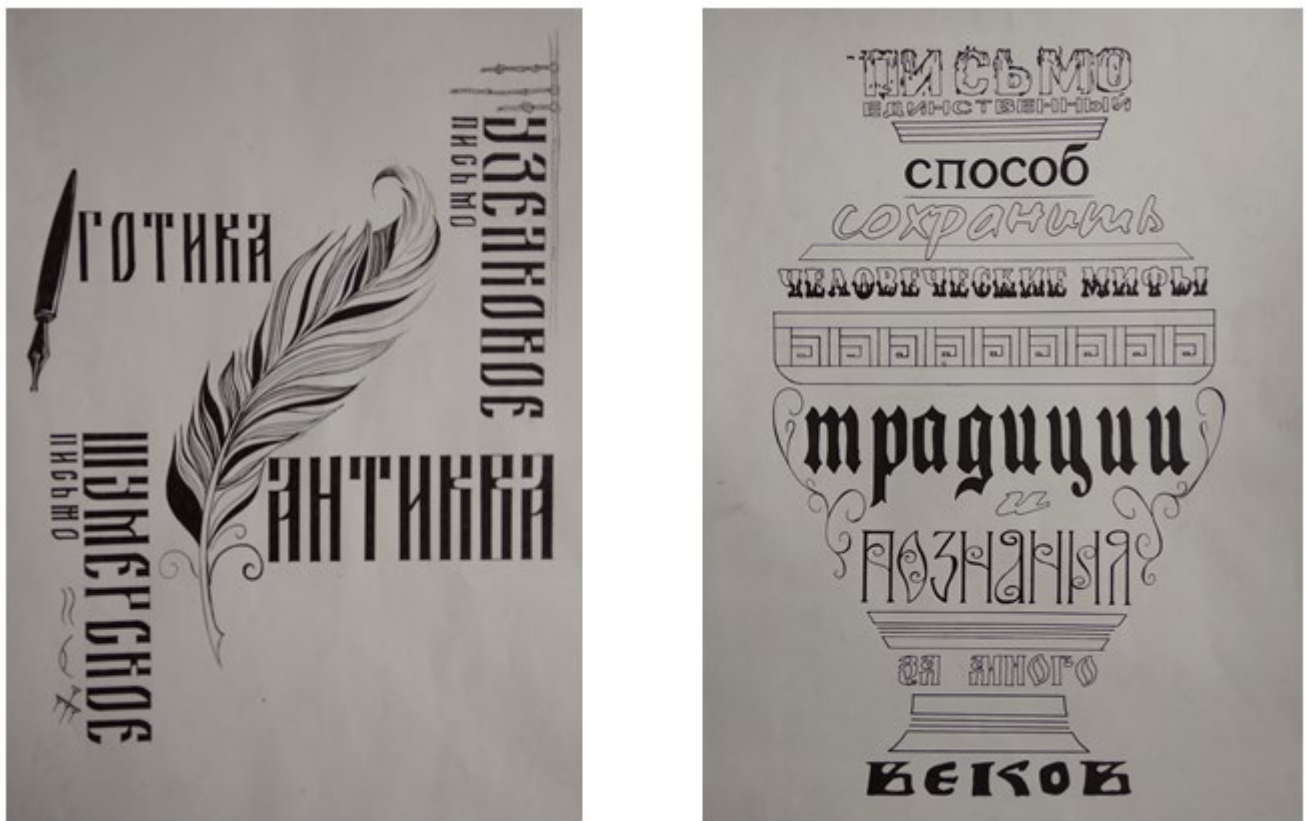 УЗЕЛКОВОЕ
ПИСЬМО
ГОТИКА
АНТИКВА
ШУМЕРСКОЕ
ПИСЬМО
ПИСЬМО
ЕДИНСТВЕННЫЙ
способ
сохранить
ЧЕЛОВЕЧЕСКИЕ МИФЫ
традиции
и
ПОЗНАНИЯ
ЗА МНОГО
ВЕКОВ